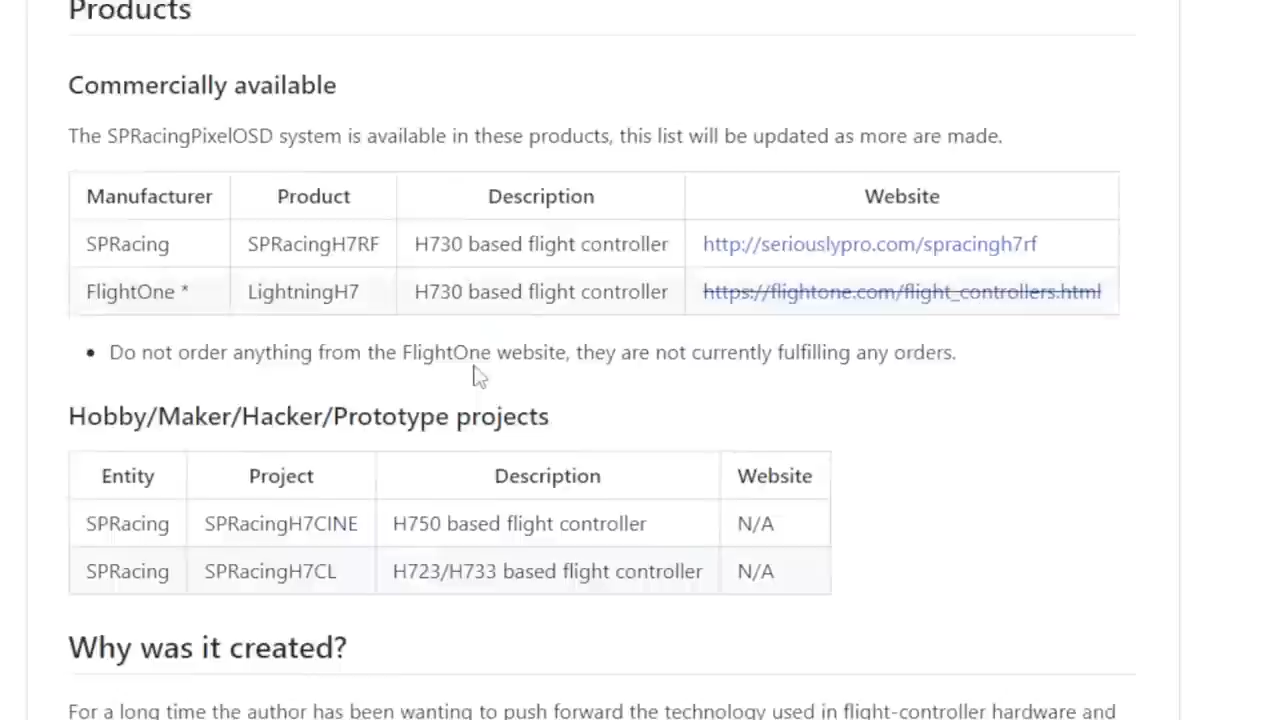 Products
Commercially available
The SPRacingPixelOSD system is available in these products, this list will be updated as more are made.
Manufacturer Product Description Website
SPRacing SPRacingH7RF H730 based flight controller http://seriouslypro.com/spracingh7rf
FlightOne * LightningH7 H730 based flight controller https://flightone.com/flight_controllers.html
• Do not order anything from the FlightOne website, they are not currently fulfilling any orders.
Hobby/Maker/Hacker/Prototype projects
Entity Project Description Website
SPRacing SPRacingH7CINE H750 based flight controller N/A
SPRacing SPRacingH7CL H723/H733 based flight controller N/A
Why was it created?
For a long time the author has been wanting to push forward the technology used in flight-controller hardware and